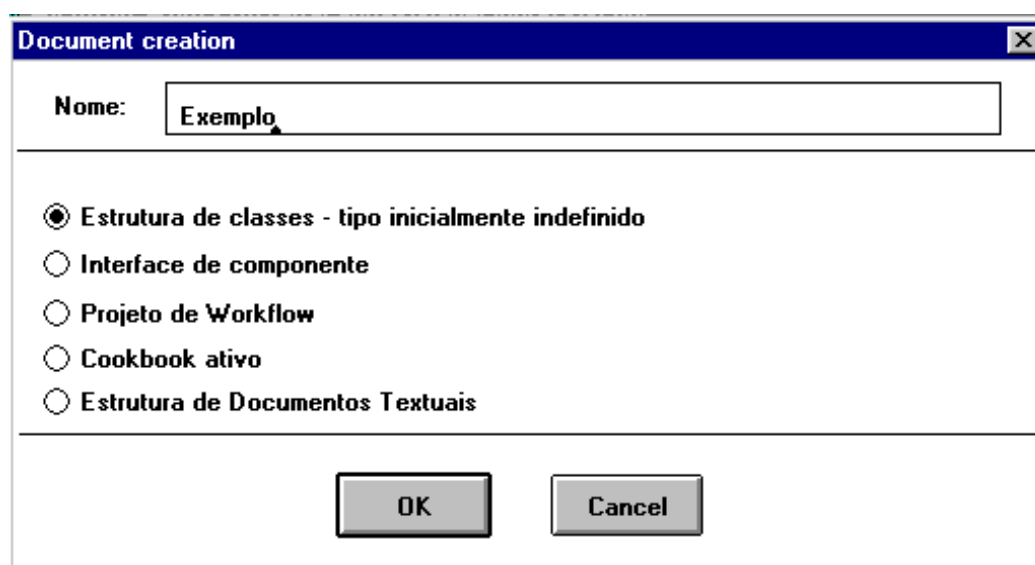 Document creation
Nome: Exemplo
Estrutura de classes - tipo inicialmente indefinido
Interface de componente
Projeto de Workflow
Cookbook ativo
Estrutura de Documentos Textuais
OK Cancel